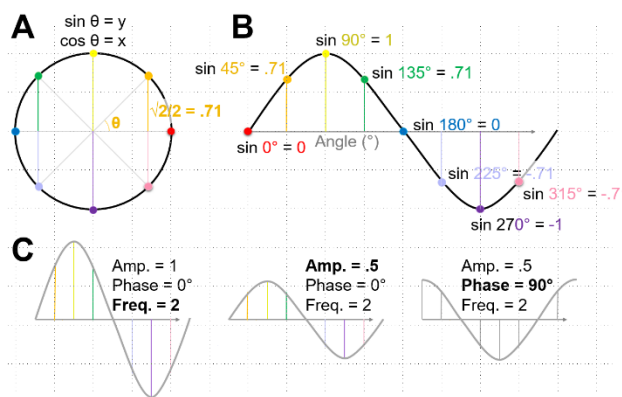 A
sin θ = y
cos θ = x
√2/2 = .71
θ
B
sin 90° = 1
sin 45° = .71
sin 135° = .71
sin 180° = 0
Angle (°)
sin 0° = 0
sin 225° = -.71
sin 315° = -.7
sin 270° = -1
C
Amp. = 1
Phase = 0°
Freq. = 2
Amp. = .5
Phase = 0°
Freq. = 2
Amp. = .5
Phase = 90°
Freq. = 2